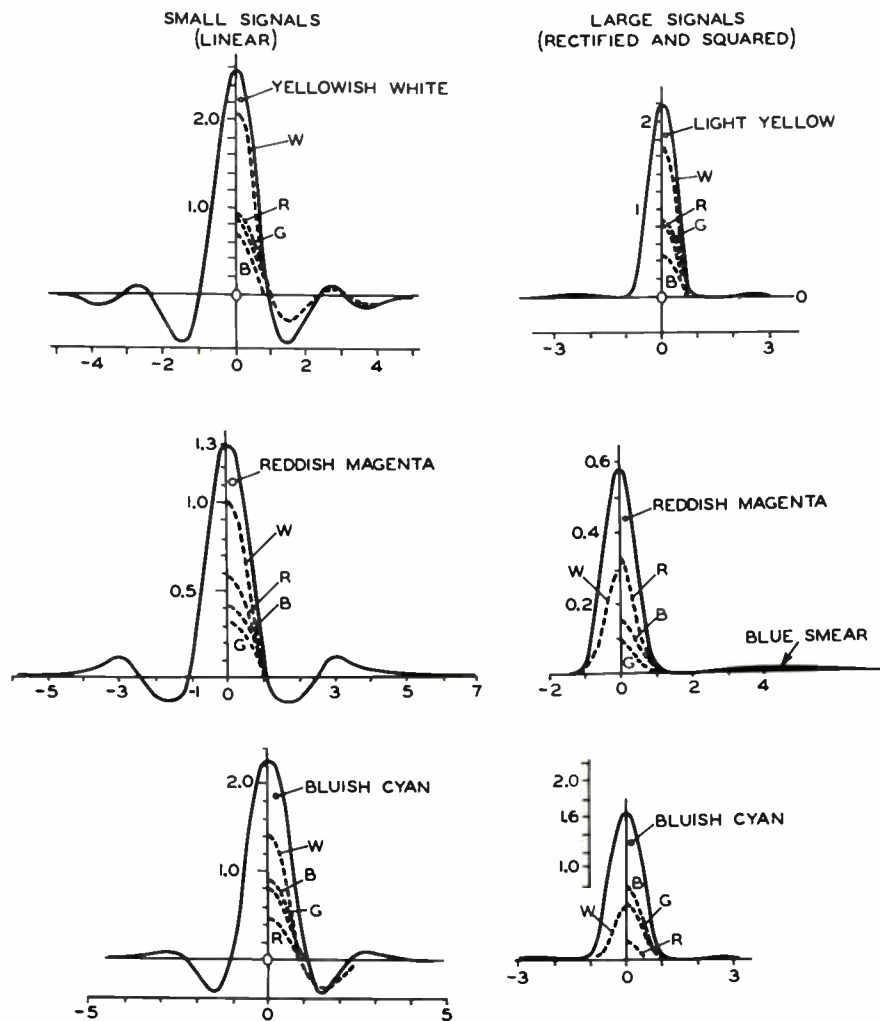 SMALL SIGNALS
(LINEAR)
LARGE SIGNALS
(RECTIFIED AND SQUARED)
YELLOWISH WHITE
2.0
W
1.0
R
G
B
0
-4 -2 0 2 4
LIGHT YELLOW
2
W
1
R
G
B
0
-3 0 3
1.3
REDDISH MAGENTA
1.0
W
0.5
R
B
G
-5 -3 -1 0 1 3 5 7
0.6
REDDISH MAGENTA
0.4
W
R
0.2
B
G
BLUE SMEAR
-2 0 2 4
2.0
BLUISH CYAN
W
1.0
B
G
R
0
-5 0 5
2.0
1.6
BLUISH CYAN
1.0
B
G
W
R
-3 0 3